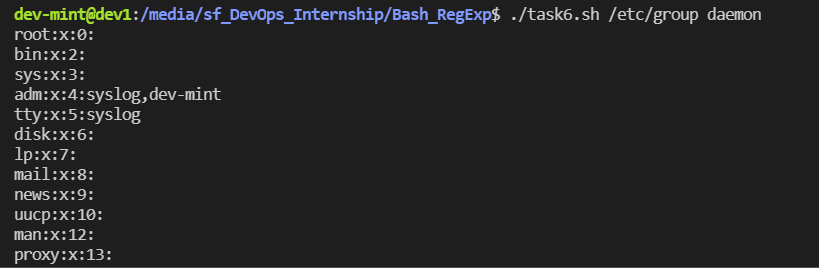 dev-mint@dev1:/media/sf_DevOps_Internship/Bash_RegExp$ ./task6.sh /etc/group daemon
root:x:0:
bin:x:2:
sys:x:3:
adm:x:4:syslog,dev-mint
tty:x:5:syslog
disk:x:6:
lp:x:7:
mail:x:8:
news:x:9:
uucp:x:10:
man:x:12:
proxy:x:13: